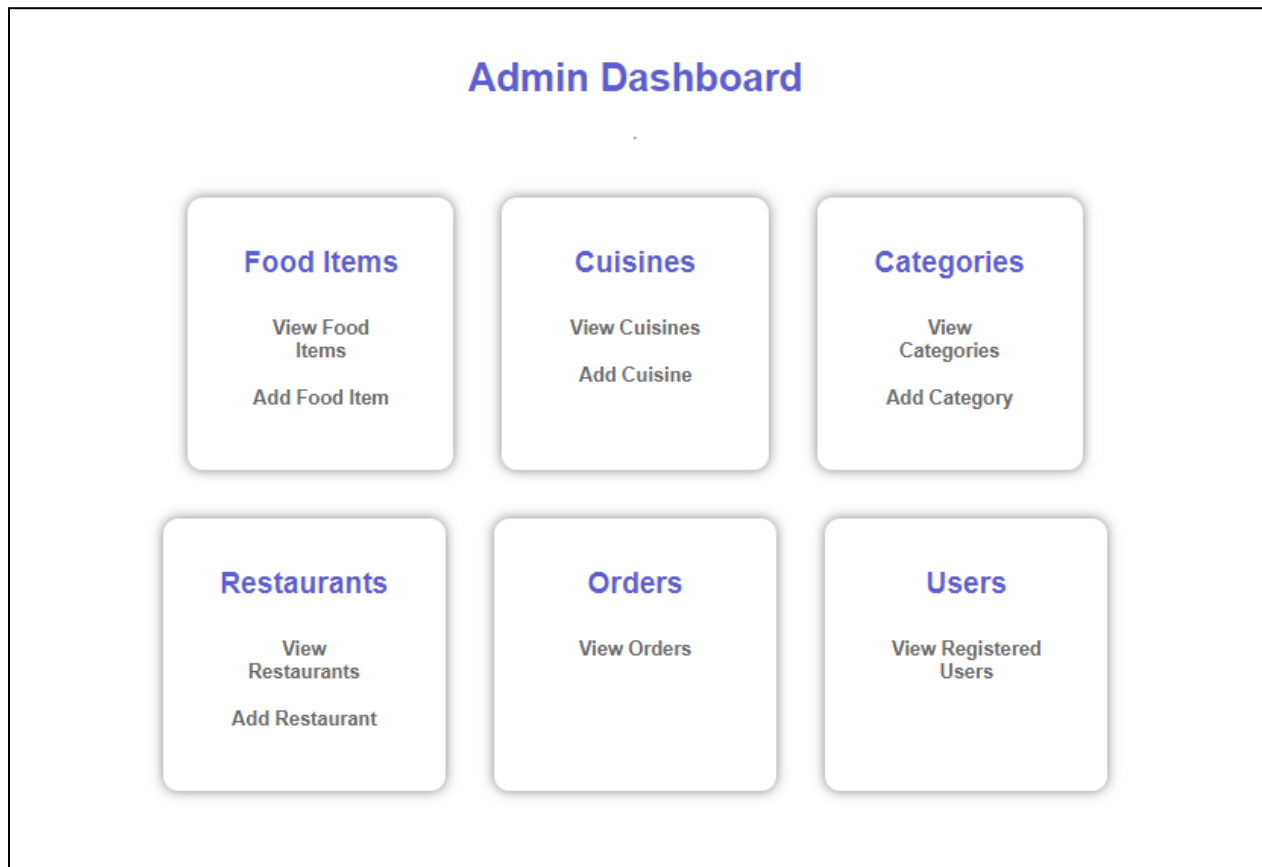 Admin Dashboard
.
Food Items
View Food
Items
Add Food Item
Cuisines
View Cuisines
Add Cuisine
Categories
View
Categories
Add Category
Restaurants
View
Restaurants
Add Restaurant
Orders
View Orders
Users
View Registered
Users